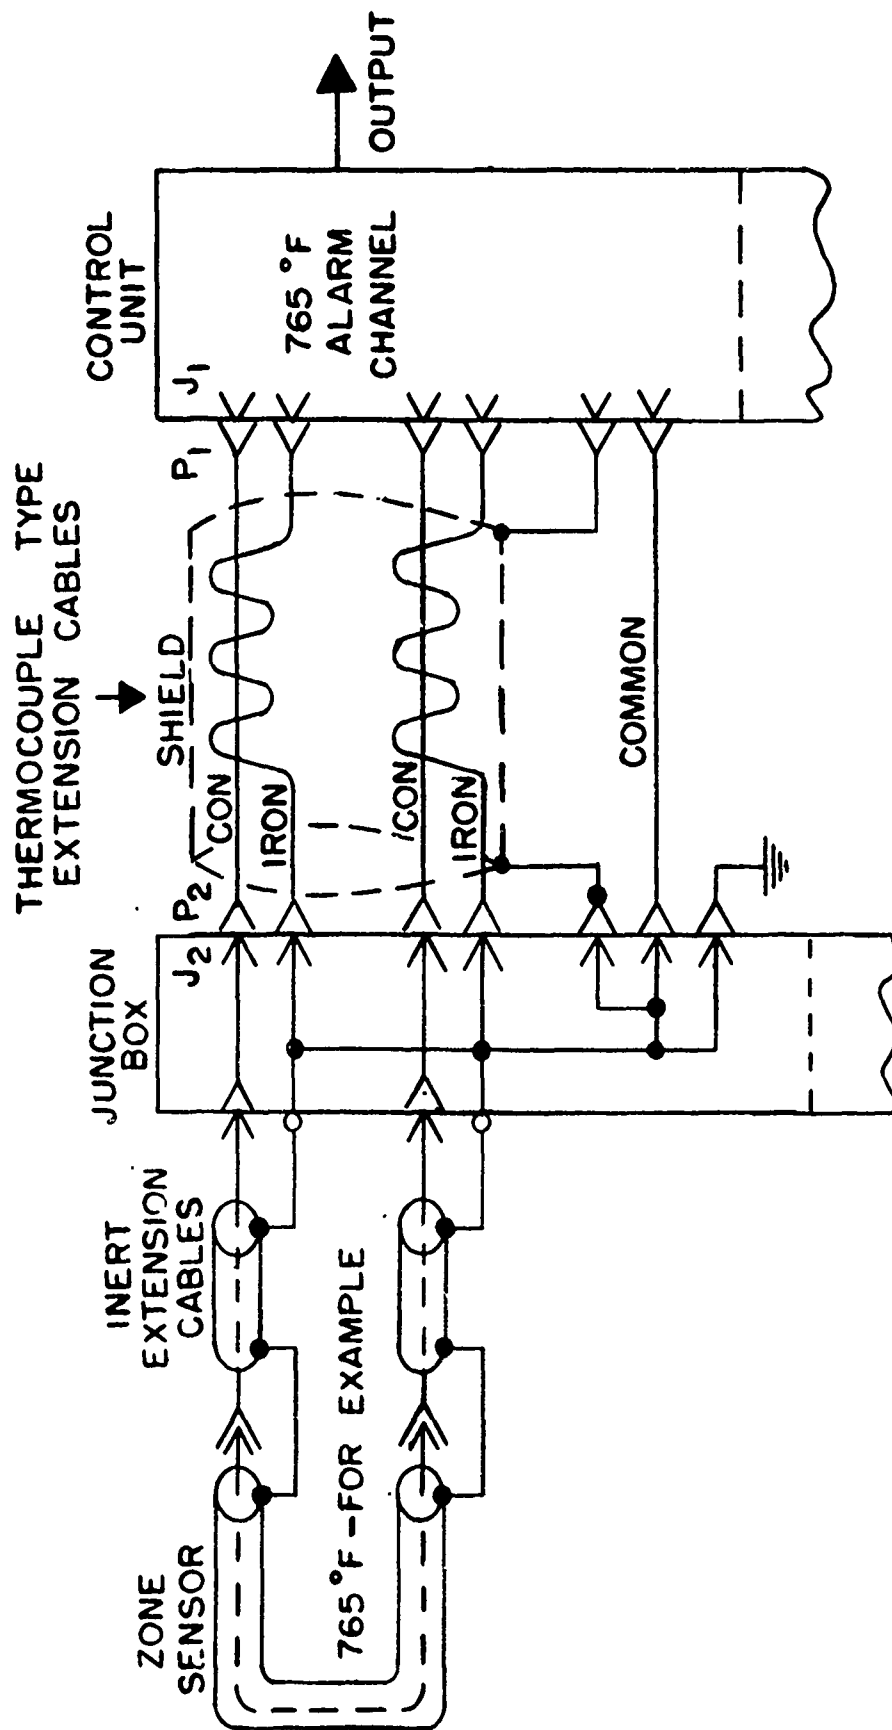 THERMOCOUPLE TYPE
EXTENSION CABLES
ZONE
SENSOR
INERT
EXTENSION
CABLES
JUNCTION
BOX
CONTROL
UNIT
SHIELD
J2
P2
P1
J1
CON
IRON
CON
IRON
COMMON
765°F-FOR EXAMPLE
765°F
ALARM
CHANNEL
OUTPUT